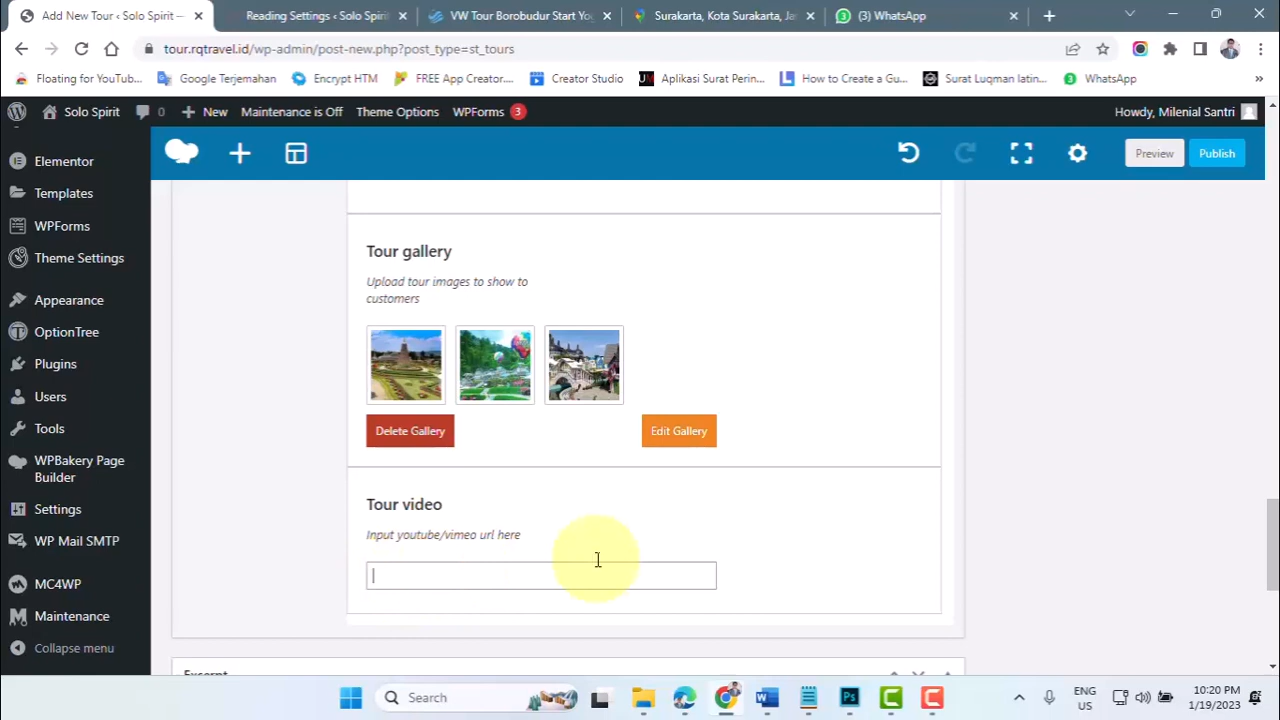 Add New Tour ‹ Solo Spirit —
Reading Settings ‹ Solo Spirit
VW Tour Borobudur Start Yog
Surakarta, Kota Surakarta, Ja
(3) WhatsApp
tour.rqtravel.id/wp-admin/post-new.php?post_type=st_tours
Floating for YouTub...
Google Terjemahan
Encrypt HTM
FREE App Creator....
Creator Studio
Aplikasi Surat Perin...
How to Create a Gu...
Surat Luqman latin...
WhatsApp
»
Solo Spirit
0
New
Maintenance is Off
Theme Options
WPForms
3
Howdy, Milenial Santri
Preview
Publish
Elementor
Templates
WPForms
Theme Settings
Appearance
OptionTree
Plugins
Users
Tools
WPBakery Page
Builder
Settings
WP Mail SMTP
MC4WP
Maintenance
Collapse menu
Tour gallery
Upload tour images to show to
customers
Delete Gallery
Edit Gallery
Tour video
Input youtube/vimeo url here
Excerpt
Search
ENG
US
10:20 PM
1/19/2023